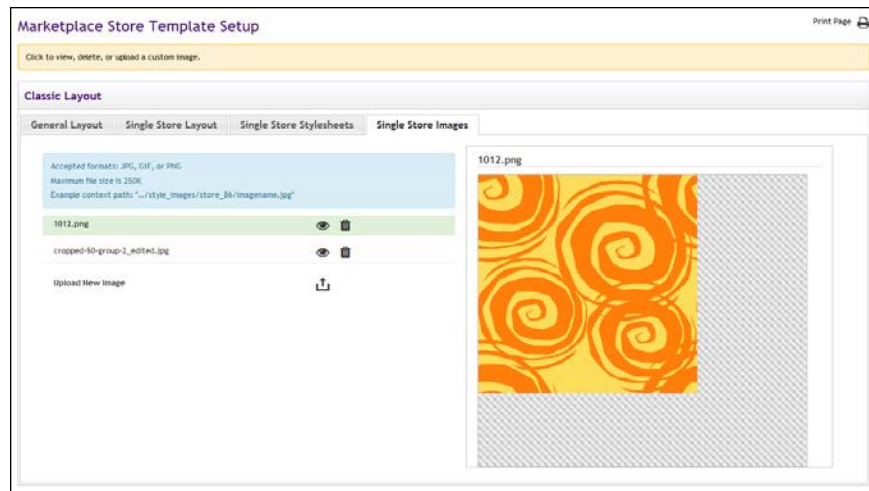 Marketplace Store Template Setup
Print Page
Click to view, delete, or upload a custom image.
Classic Layout
General Layout
Single Store Layout
Single Store Stylesheets
Single Store Images
Accepted formats: JPG, GIF, or PNG
Maximum file size is 250K
Example context path: "../style_images/store_86/imagename.jpg"
1012.png
cropped-50-group-2_edited.jpg
Upload New Image
1012.png